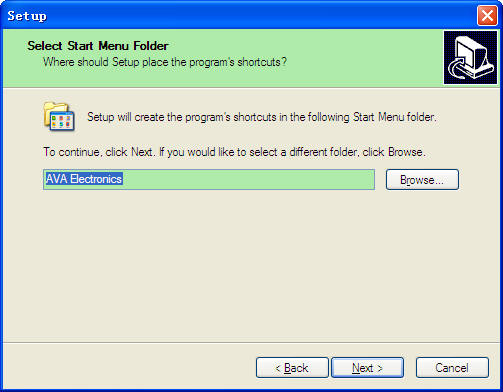 Setup
Select Start Menu Folder
Where should Setup place the program's shortcuts?
Setup will create the program's shortcuts in the following Start Menu folder.
To continue, click Next. If you would like to select a different folder, click Browse.
AVA Electronics
Browse...
< Back
Next >
Cancel